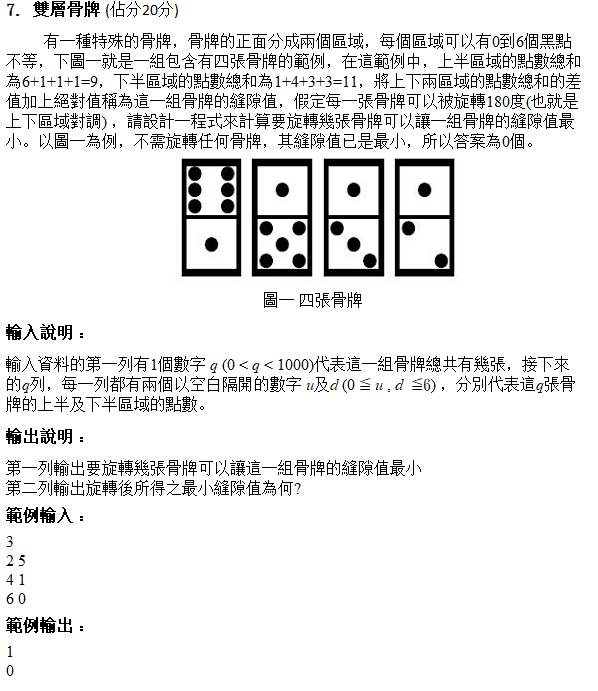 7. 雙層骨牌 (佔分20分)
有一種特殊的骨牌，骨牌的正面分成兩個區域，每個區域可以有0到6個黑點
不等，下圖一就是一組包含有四張骨牌的範例，在這範例中，上半區域的點數總和
為6+1+1+1=9，下半區域的點數總和為1+4+3+3=11，將上下兩區域的點數總和的差
值加上絕對值稱為這一組骨牌的縫隙值，假定每一張骨牌可以被旋轉180度(也就是
上下區域對調)，請設計一程式來計算要旋轉幾張骨牌可以讓一組骨牌的縫隙值最
小。以圖一為例，不需旋轉任何骨牌，其縫隙值已是最小，所以答案為0個。
圖一 四張骨牌
輸入說明：
輸入資料的第一列有1個數字 q (0 < q < 1000)代表這一組骨牌總共有幾張，接下來
的q列，每一列都有兩個以空白隔開的數字 u及d (0 ≦ u , d ≦6)，分別代表這q張骨
牌的上半及下半區域的點數。
輸出說明：
第一列輸出要旋轉幾張骨牌可以讓這一組骨牌的縫隙值最小
第二列輸出旋轉後所得之最小縫隙值為何?
範例輸入：
3
2 5
4 1
6 0
範例輸出：
1
0